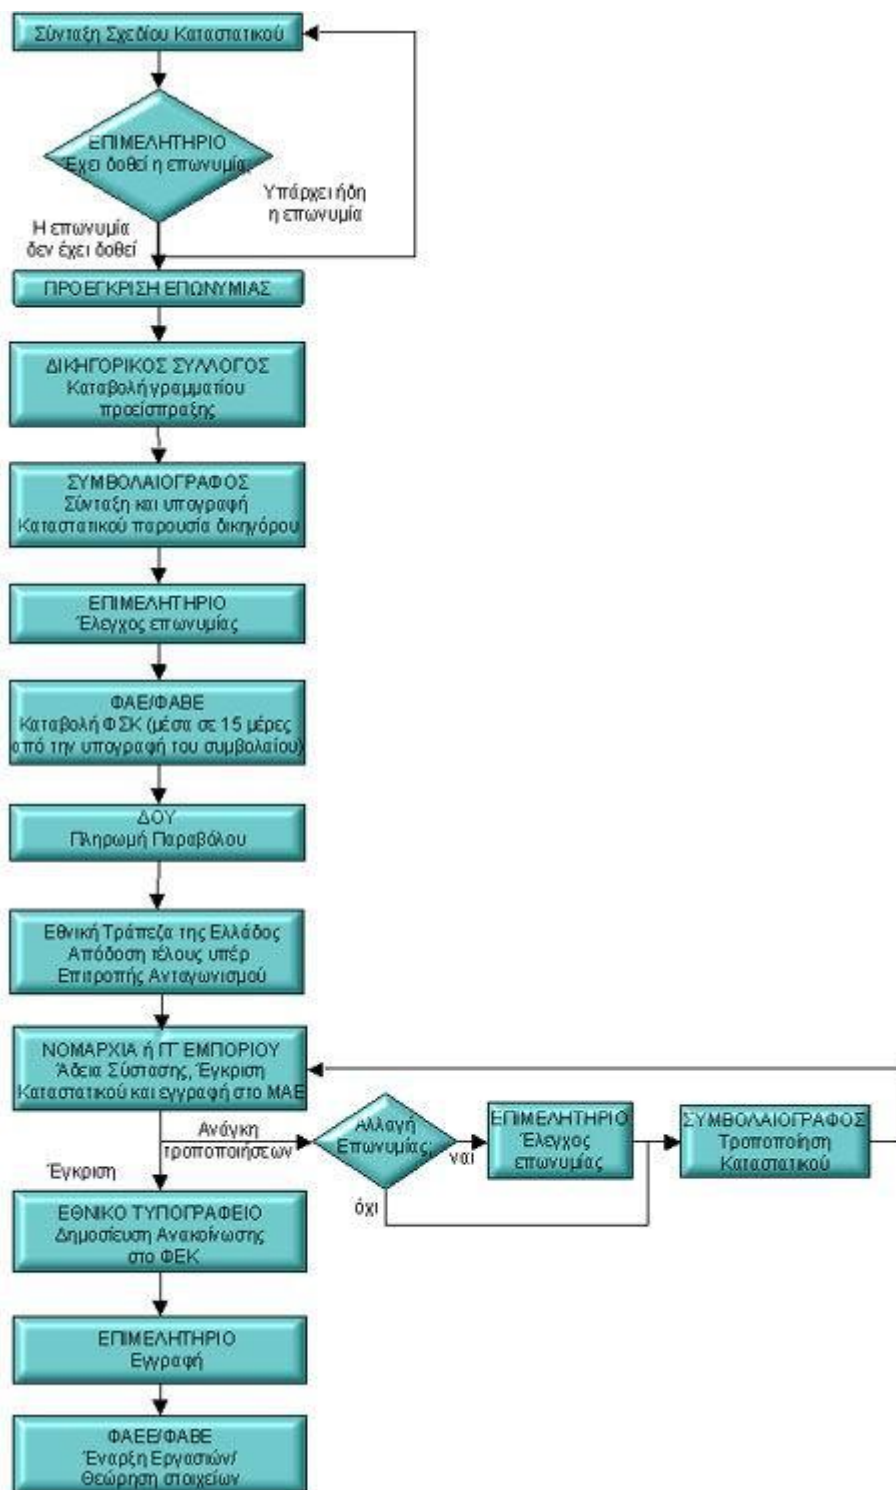 Σύνταξη Σχεδίου Καταστατικού
ΕΠΙΜΕΛΗΤΗΡΙΟ
Έχει δοθεί η επωνυμία;
Υπάρχει ήδη
η επωνυμία
Η επωνυμία
δεν έχει δοθεί
ΠΡΟΕΓΚΡΙΣΗ ΕΠΩΝΥΜΙΑΣ
ΔΙΚΗΓΟΡΙΚΟΣ ΣΥΛΛΟΓΟΣ
Καταβολή γραμματίου
προείσπραξης
ΣΥΜΒΟΛΑΙΟΓΡΑΦΟΣ
Σύνταξη και υπογραφή
Καταστατικού παρουσία δικηγόρου
ΕΠΙΜΕΛΗΤΗΡΙΟ
Έλεγχος επωνυμίας
ΦΑΕ/ΦΑΒΕ
Καταβολή ΦΣΚ (μέσα σε 15 μέρες
από την υπογραφή του συμβολαίου)
ΔΟΥ
Πληρωμή Παραβόλου
Εθνική Τράπεζα της Ελλάδος
Απόδοση τέλους υπέρ
Επιτροπής Ανταγωνισμού
ΝΟΜΑΡΧΙΑ ή ΓΓ ΕΜΠΟΡΙΟΥ
Άδεια Σύστασης, Έγκριση
Καταστατικού και εγγραφή στο ΜΑΕ
Ανάγκη
τροποποιήσεων
Αλλαγή
Επωνυμίας;
ναι
όχι
ΕΠΙΜΕΛΗΤΗΡΙΟ
Έλεγχος
επωνυμίας
ΣΥΜΒΟΛΑΙΟΓΡΑΦΟΣ
Τροποποίηση
Καταστατικού
Έγκριση
ΕΘΝΙΚΟ ΤΥΠΟΓΡΑΦΕΙΟ
Δημοσίευση Ανακοίνωσης
στο ΦΕΚ
ΕΠΙΜΕΛΗΤΗΡΙΟ
Εγγραφή
ΦΑΕΕ/ΦΑΒΕ
Έναρξη Εργασιών/
Θεώρηση στοιχείων